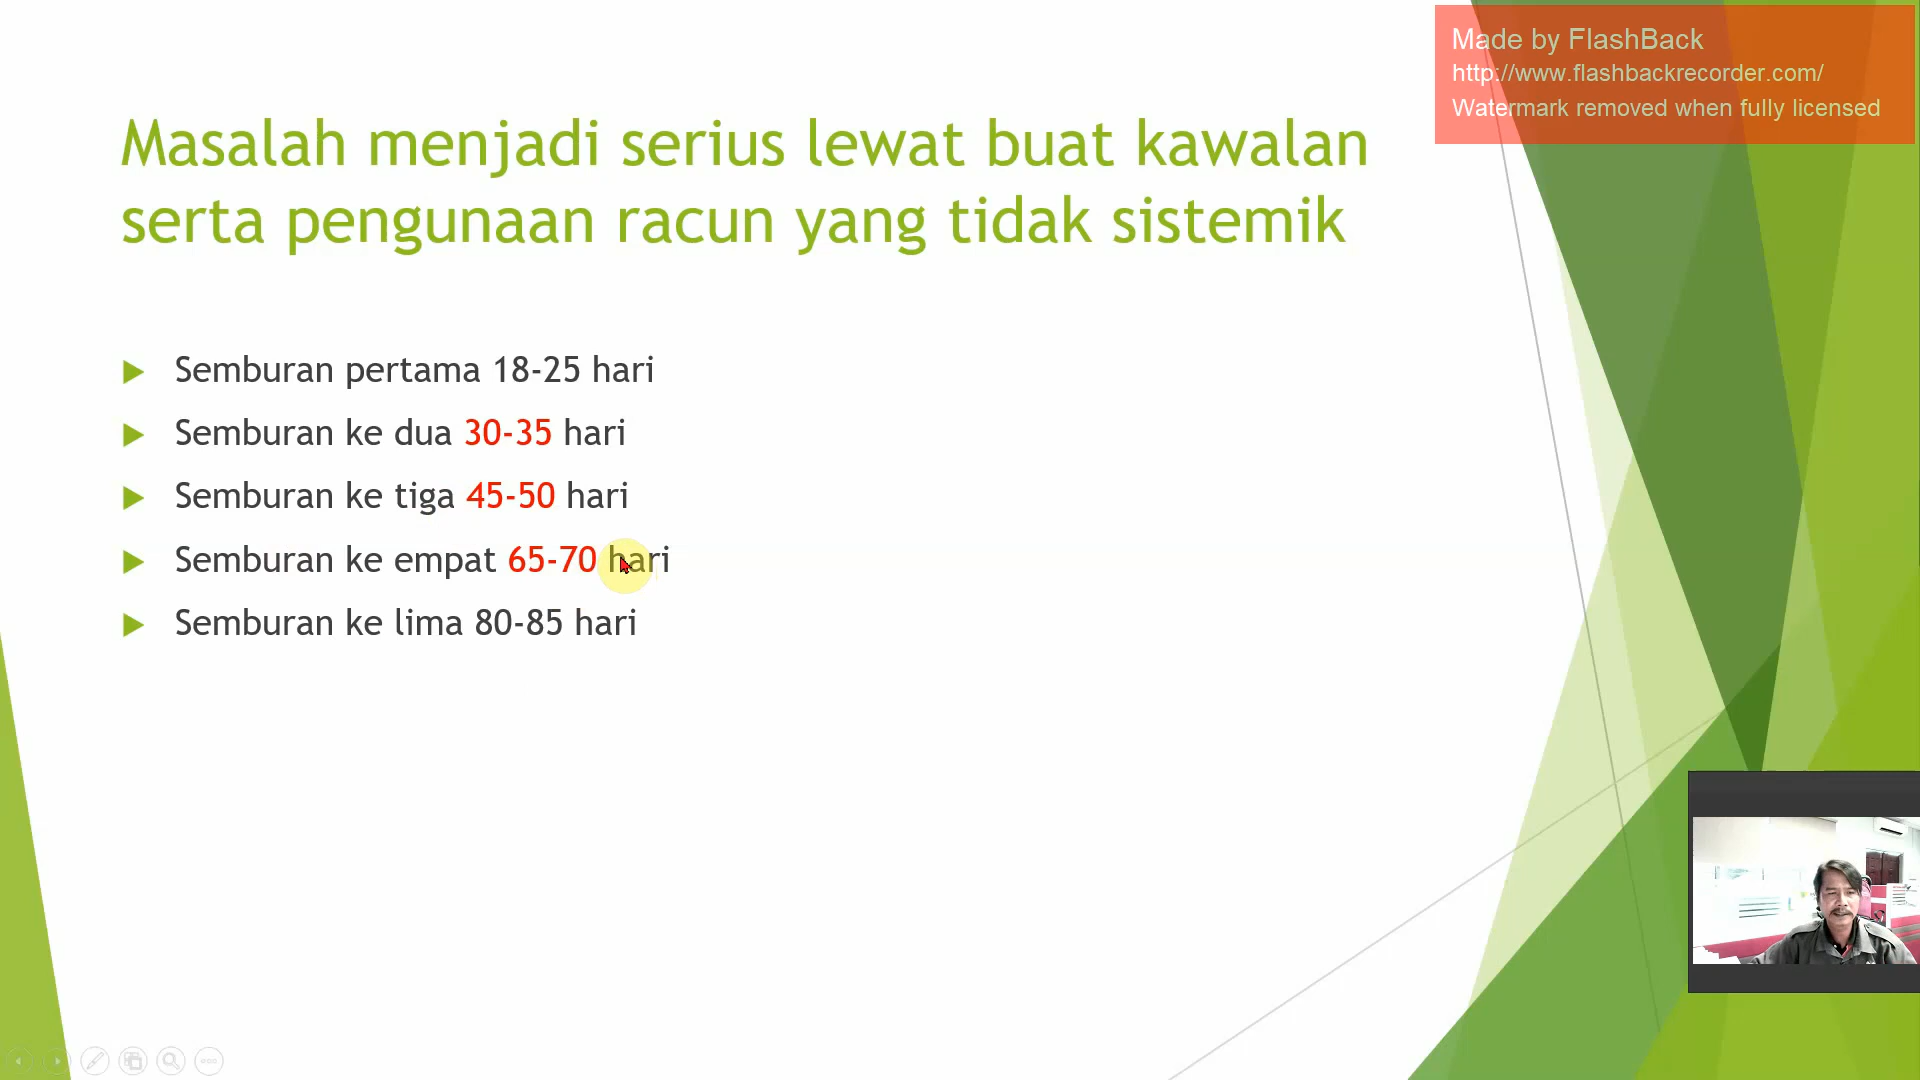 Made by FlashBack
http://www.flashbackrecorder.com/
Watermark removed when fully licensed
Masalah menjadi serius lewat buat kawalan
serta pengunaan racun yang tidak sistemik
Semburan pertama 18-25 hari
Semburan ke dua 30-35 hari
Semburan ke tiga 45-50 hari
Semburan ke empat 65-70 hari
Semburan ke lima 80-85 hari